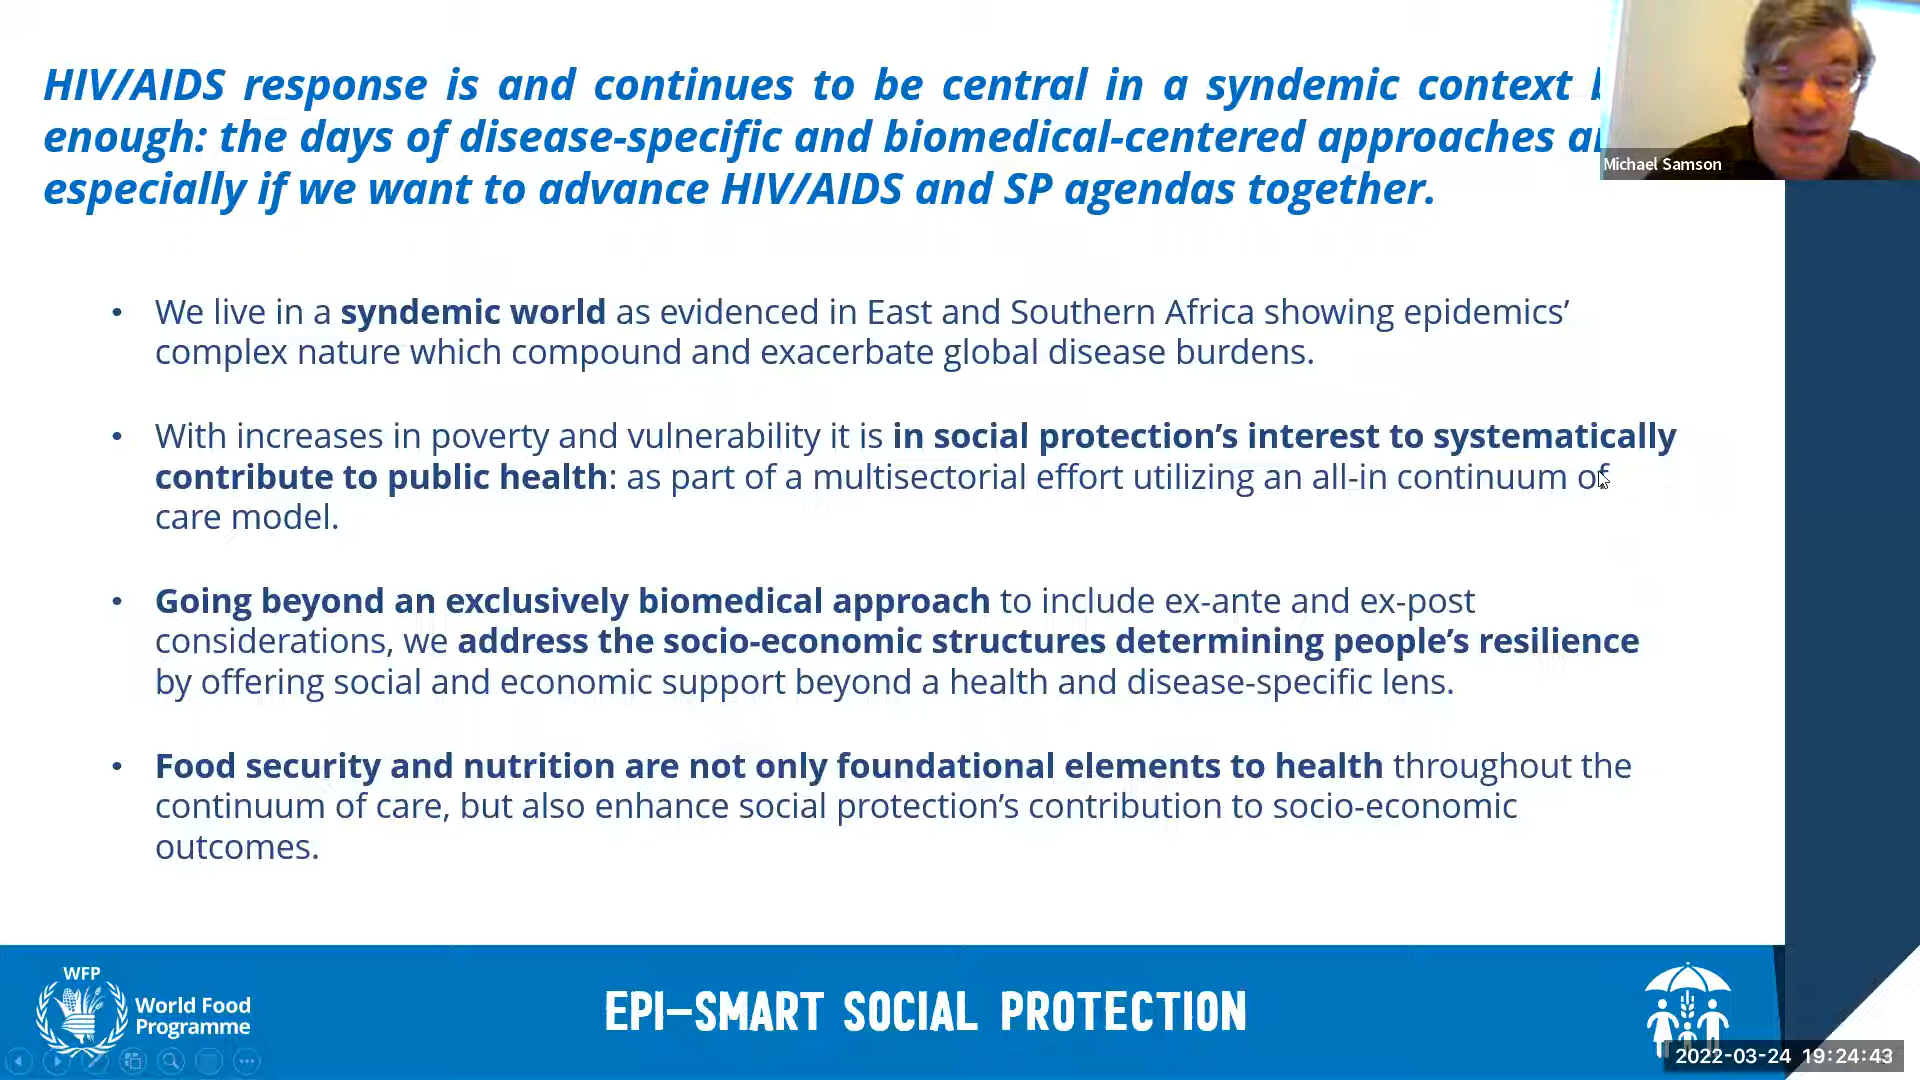 HIV/AIDS response is and continues to be central in a syndemic context
enough: the days of disease-specific and biomedical-centered approaches
especially if we want to advance HIV/AIDS and SP agendas together.
Michael Samson
• We live in a syndemic world as evidenced in East and Southern Africa showing epidemics’
complex nature which compound and exacerbate global disease burdens.
• With increases in poverty and vulnerability it is in social protection’s interest to systematically
contribute to public health: as part of a multisectorial effort utilizing an all-in continuum of
care model.
• Going beyond an exclusively biomedical approach to include ex-ante and ex-post
considerations, we address the socio-economic structures determining people’s resilience
by offering social and economic support beyond a health and disease-specific lens.
• Food security and nutrition are not only foundational elements to health throughout the
continuum of care, but also enhance social protection’s contribution to socio-economic
outcomes.
WFP
World Food
Programme
EPI–SMART SOCIAL PROTECTION
2022-03-24 19:24:43